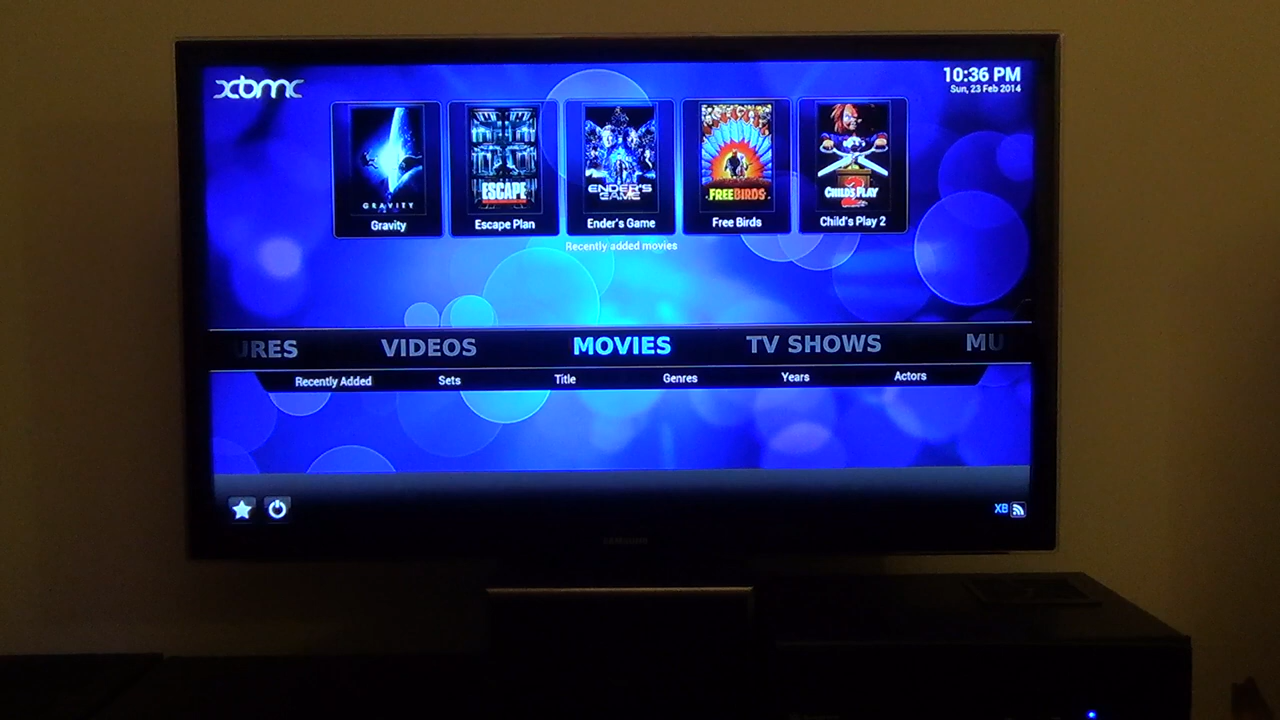 xbmc
10:36 PM
Sun, 23 Feb 2014
GRAVITY
ESCAPE
ENDER'S GAME
FREE BIRDS
CHILD'S PLAY 2
Gravity
Escape Plan
Ender's Game
Free Birds
Child's Play 2
Recently added movies
URES
VIDEOS
MOVIES
TV SHOWS
MU
Recently Added
Sets
Title
Genres
Years
Actors
XB
SAMSUNG